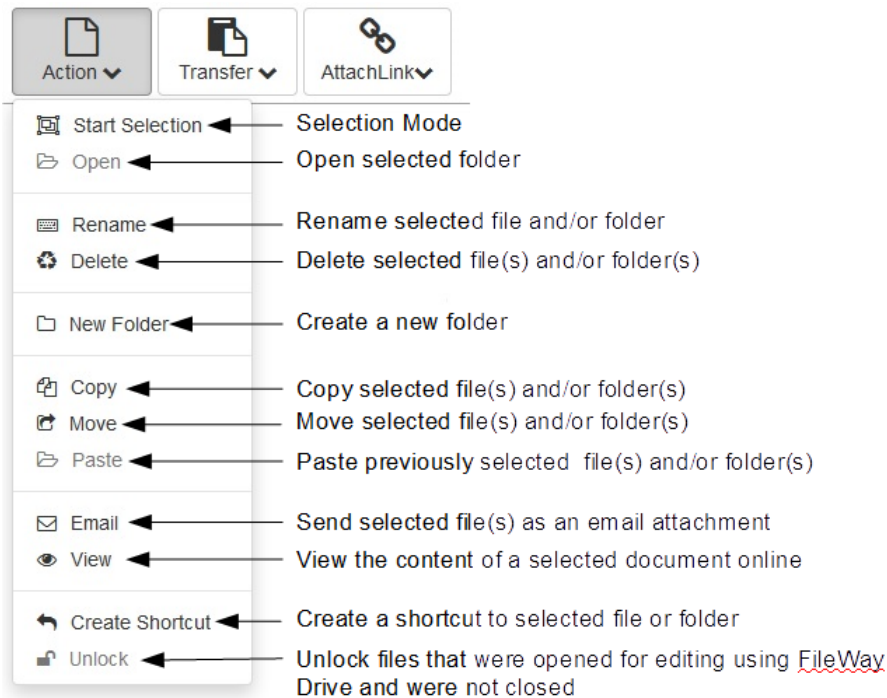 Action Transfer AttachLink
Start Selection Selection Mode
Open Open selected folder
Rename Rename selected file and/or folder
Delete Delete selected file(s) and/or folder(s)
New Folder Create a new folder
Copy Copy selected file(s) and/or folder(s)
Move Move selected file(s) and/or folder(s)
Paste Paste previously selected file(s) and/or folder(s)
Email Send selected file(s) as an email attachment
View View the content of a selected document online
Create Shortcut Create a shortcut to selected file or folder
Unlock Unlock files that were opened for editing using FileWay
Drive and were not closed